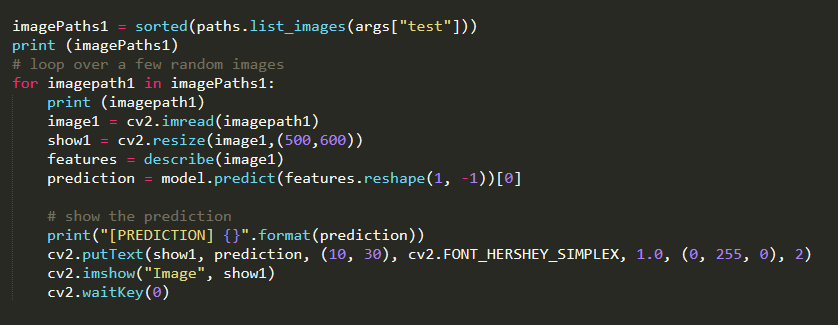 imagePaths1 = sorted(paths.list_images(args["test"]))
print (imagePaths1)
# loop over a few random images
for imagepath1 in imagePaths1:
    print (imagepath1)
    image1 = cv2.imread(imagepath1)
    show1 = cv2.resize(image1,(500,600))
    features = describe(image1)
    prediction = model.predict(features.reshape(1, -1))[0]

    # show the prediction
    print("[PREDICTION] {}".format(prediction))
    cv2.putText(show1, prediction, (10, 30), cv2.FONT_HERSHEY_SIMPLEX, 1.0, (0, 255, 0), 2)
    cv2.imshow("Image", show1)
    cv2.waitKey(0)